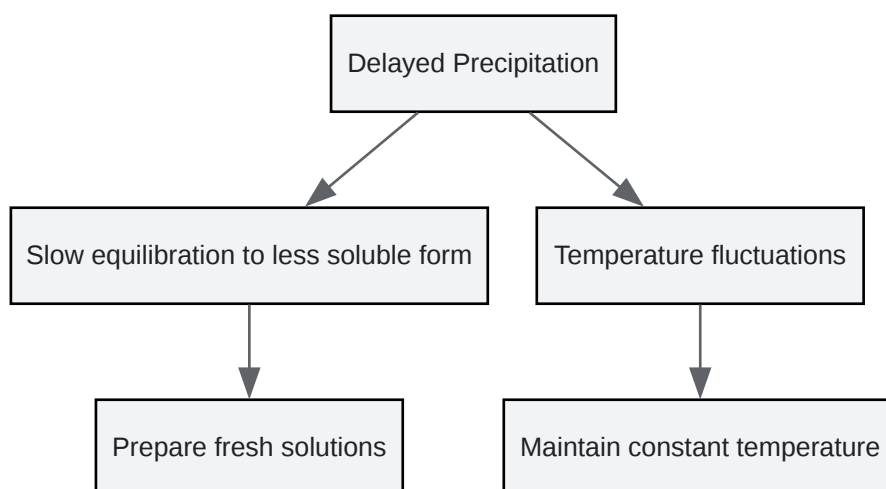 Delayed Precipitation
Slow equilibration to less soluble form
Temperature fluctuations
Prepare fresh solutions
Maintain constant temperature